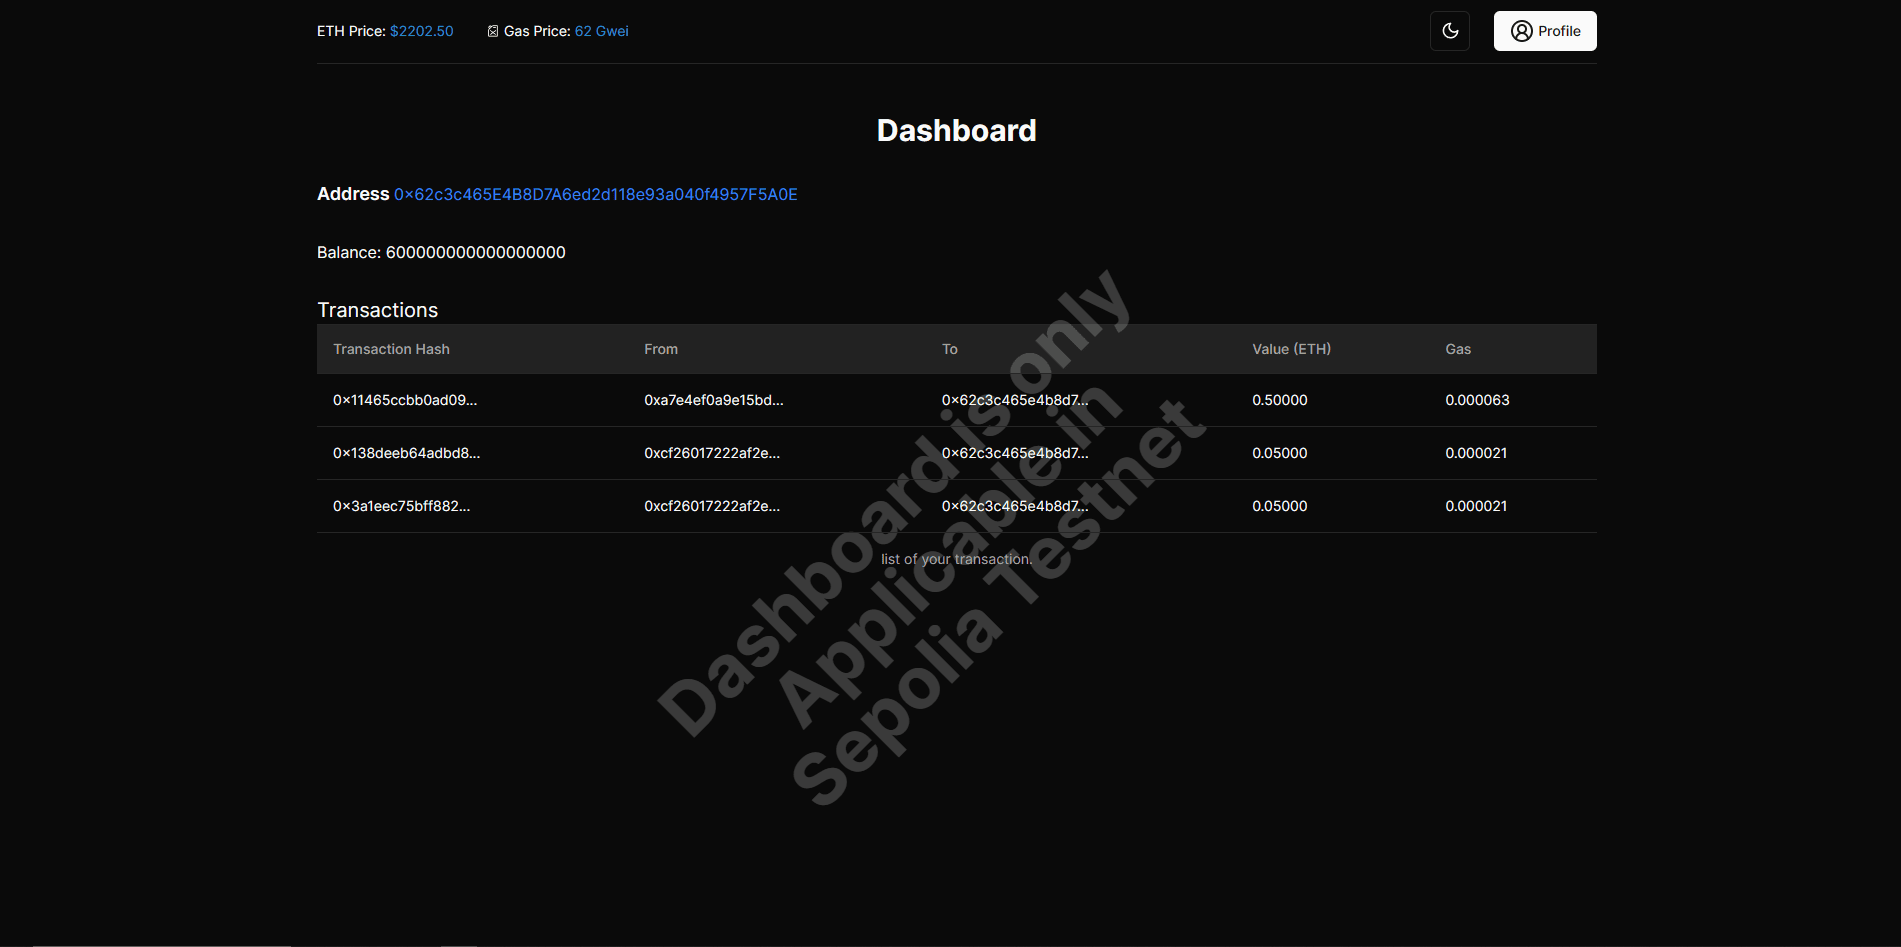 ETH Price: $2202.50 Gas Price: 62 Gwei Profile
Dashboard
Address 0x62c3c465E4B8D7A6ed2d118e93a040f4957F5A0E
Balance: 600000000000000000
Transactions
Transaction Hash From To Value (ETH) Gas
0x11465ccbb0ad09... 0xa7e4ef0a9e15bd... 0x62c3c465e4b8d7... 0.50000 0.000063
0x138deeb64adbd8... 0xcf26017222af2e... 0x62c3c465e4b8d7... 0.05000 0.000021
0x3a1eec75bff882... 0xcf26017222af2e... 0x62c3c465e4b8d7... 0.05000 0.000021
list of your transaction.
Dashboard is only
Applicable in
Sepolia Testnet